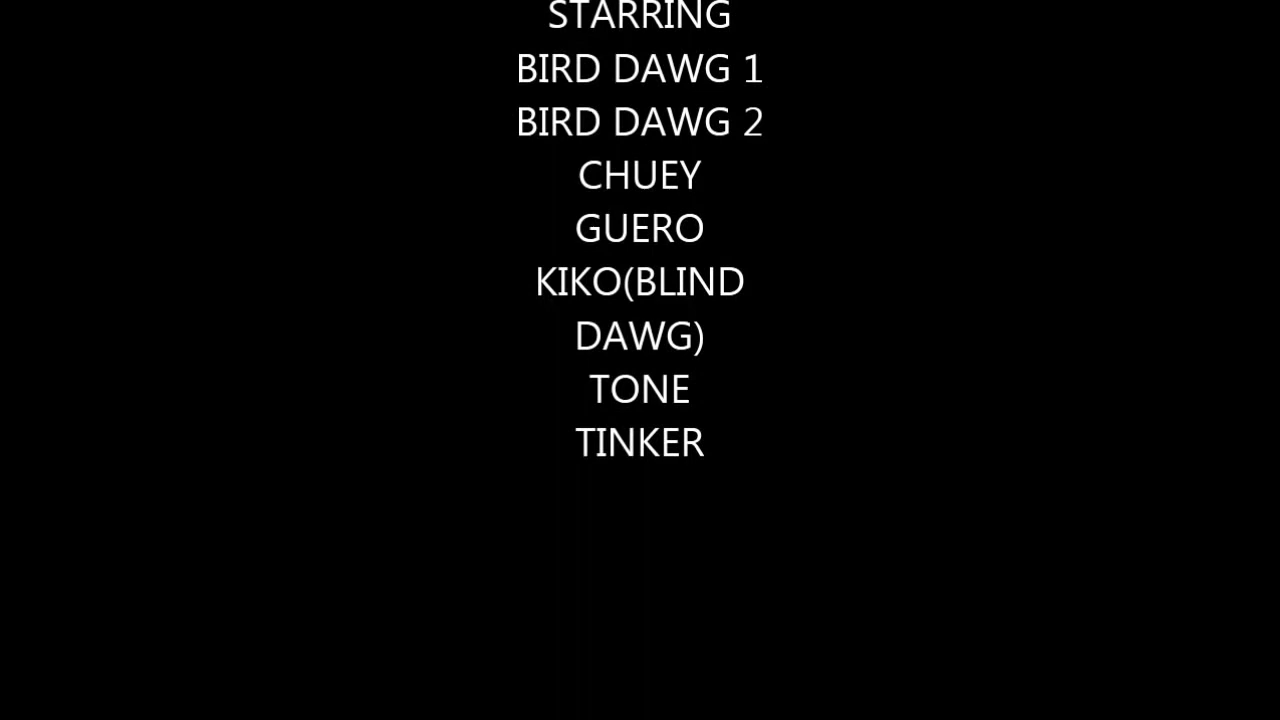 STARRING
BIRD DAWG 1
BIRD DAWG 2
CHUEY
GUERO
KIKO(BLIND
DAWG)
TONE
TINKER